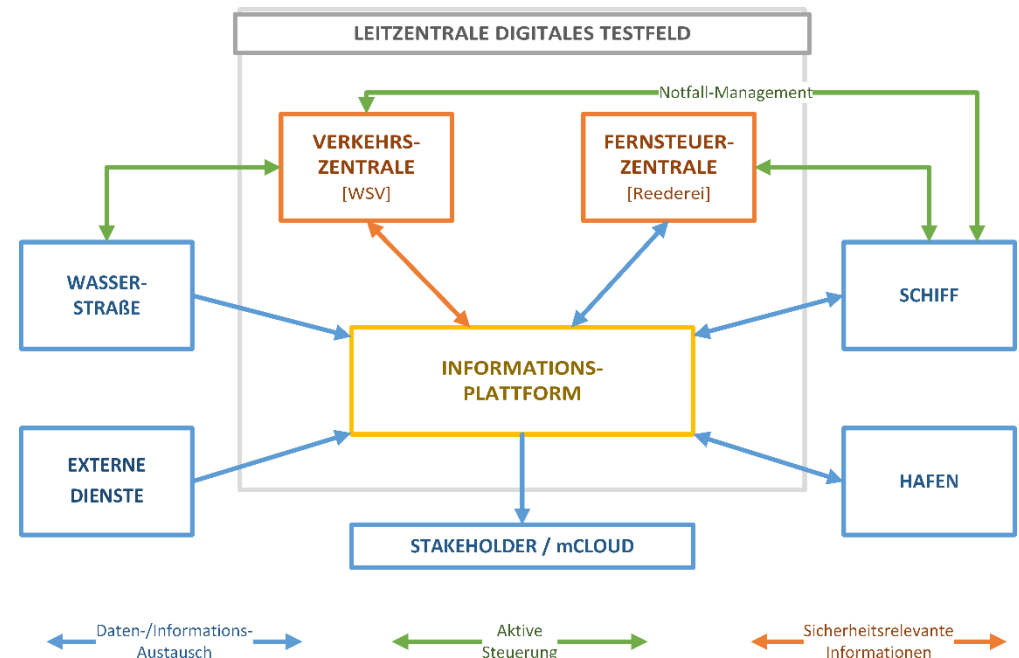 LEITZENTRALE DIGITALES TESTFELD
Notfall-Management
VERKEHRS-
ZENTRALE
[WSV]
FERNSTEUER-
ZENTRALE
[Reederei]
WASSER-
STRAßE
SCHIFF
INFORMATIONS-
PLATTFORM
EXTERNE
DIENSTE
HAFEN
STAKEHOLDER / mCLOUD
Daten-/Informations-
Austausch
Aktive
Steuerung
Sicherheitsrelevante
Informationen